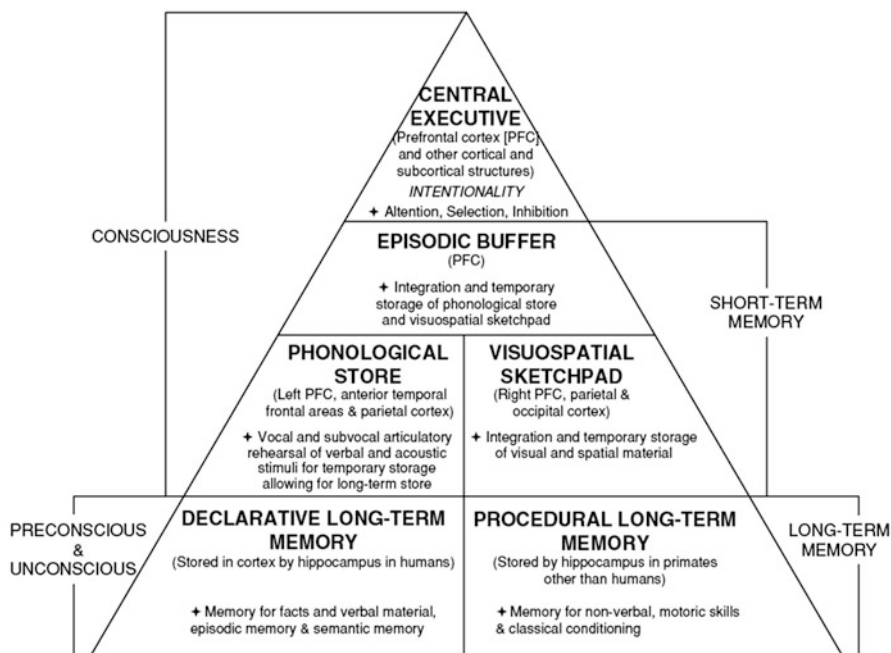 CENTRAL
EXECUTIVE
(Prefrontal cortex [PFC]
and other cortical and
subcortical structures)
INTENTIONALITY
✦ Altention, Selection, Inhibition
CONSCIOUSNESS
EPISODIC BUFFER
(PFC)
✦ Integration and temporary
storage of phonological store
and visuospatial sketchpad
SHORT-TERM
MEMORY
PHONOLOGICAL
STORE
(Left PFC, anterior temporal
frontal areas & parietal cortex)
✦ Vocal and subvocal articulatory
rehearsal of verbal and acoustic
stimuli for temporary storage
allowing for long-term store
VISUOSPATIAL
SKETCHPAD
(Right PFC, parietal &
occipital cortex)
✦ Integration and temporary storage
of visual and spatial material
PRECONSCIOUS
&
UNCONSCIOUS
DECLARATIVE LONG-TERM
MEMORY
(Stored in cortex by hippocampus in humans)
✦ Memory for facts and verbal material,
episodic memory & semantic memory
PROCEDURAL LONG-TERM
MEMORY
(Stored by hippocampus in primates
other than humans)
✦ Memory for non-verbal, motoric skills
& classical conditioning
LONG-TERM
MEMORY